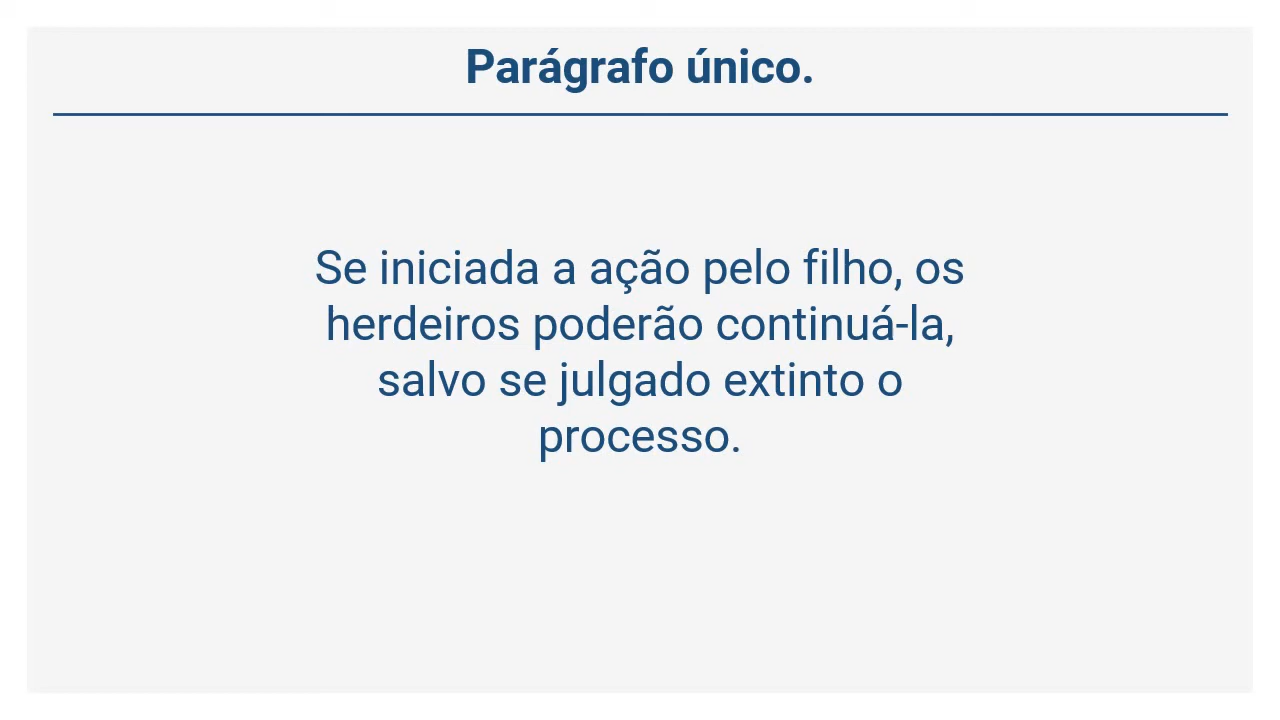 Parágrafo único.
Se iniciada a ação pelo filho, os
herdeiros poderão continuá-la,
salvo se julgado extinto o
processo.